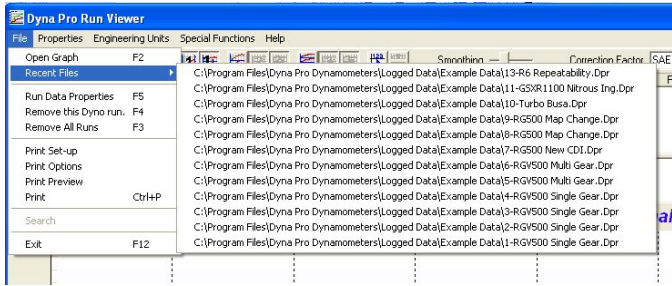 Dyna Pro Run Viewer
File Properties Engineering Units Special Functions Help
Smoothing Correction Factor SAE
Open Graph F2
Recent Files
Run Data Properties F5
Remove this Dyno run. F4
Remove All Runs F3
Print Set-up
Print Options
Print Preview
Print Ctrl+P
Search
Exit F12
C:\Program Files\Dyna Pro Dynamometers\Logged Data\Example Data\13-R6 Repeatability.Dpr
C:\Program Files\Dyna Pro Dynamometers\Logged Data\Example Data\11-GSXR1100 Nitrous Ing.Dpr
C:\Program Files\Dyna Pro Dynamometers\Logged Data\Example Data\10-Turbo Busa.Dpr
C:\Program Files\Dyna Pro Dynamometers\Logged Data\Example Data\9-RG500 Map Change.Dpr
C:\Program Files\Dyna Pro Dynamometers\Logged Data\Example Data\8-RG500 Map Change.Dpr
C:\Program Files\Dyna Pro Dynamometers\Logged Data\Example Data\7-RG500 New CDI.Dpr
C:\Program Files\Dyna Pro Dynamometers\Logged Data\Example Data\6-RGV500 Multi Gear.Dpr
C:\Program Files\Dyna Pro Dynamometers\Logged Data\Example Data\5-RGV500 Multi Gear.Dpr
C:\Program Files\Dyna Pro Dynamometers\Logged Data\Example Data\4-RGV500 Single Gear.Dpr
C:\Program Files\Dyna Pro Dynamometers\Logged Data\Example Data\3-RGV500 Single Gear.Dpr
C:\Program Files\Dyna Pro Dynamometers\Logged Data\Example Data\2-RGV500 Single Gear.Dpr
C:\Program Files\Dyna Pro Dynamometers\Logged Data\Example Data\1-RGV500 Single Gear.Dpr